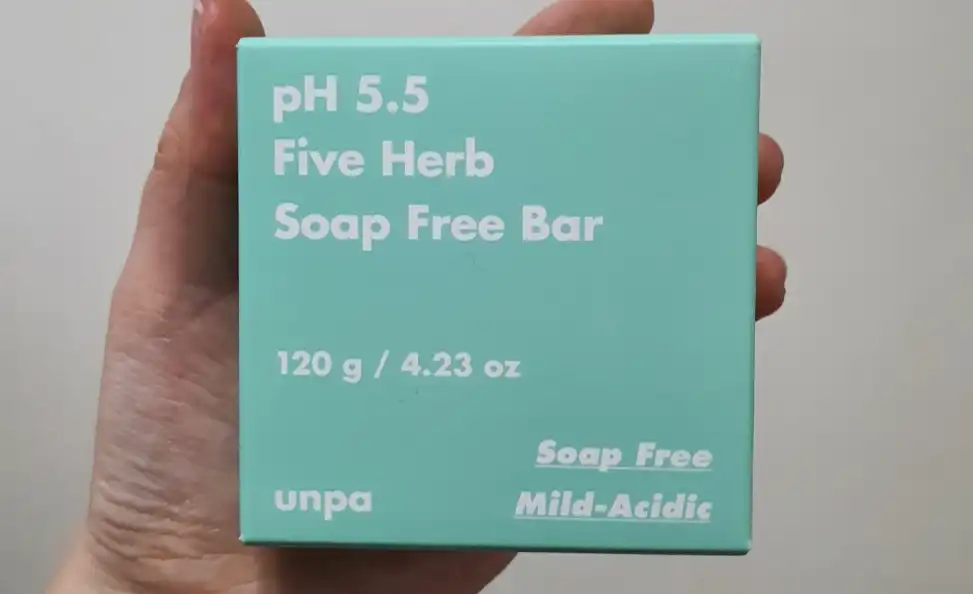 pH 5.5
Five Herb
Soap Free Bar
120 g / 4.23 oz
Soap Free
unpa
Mild-Acidic